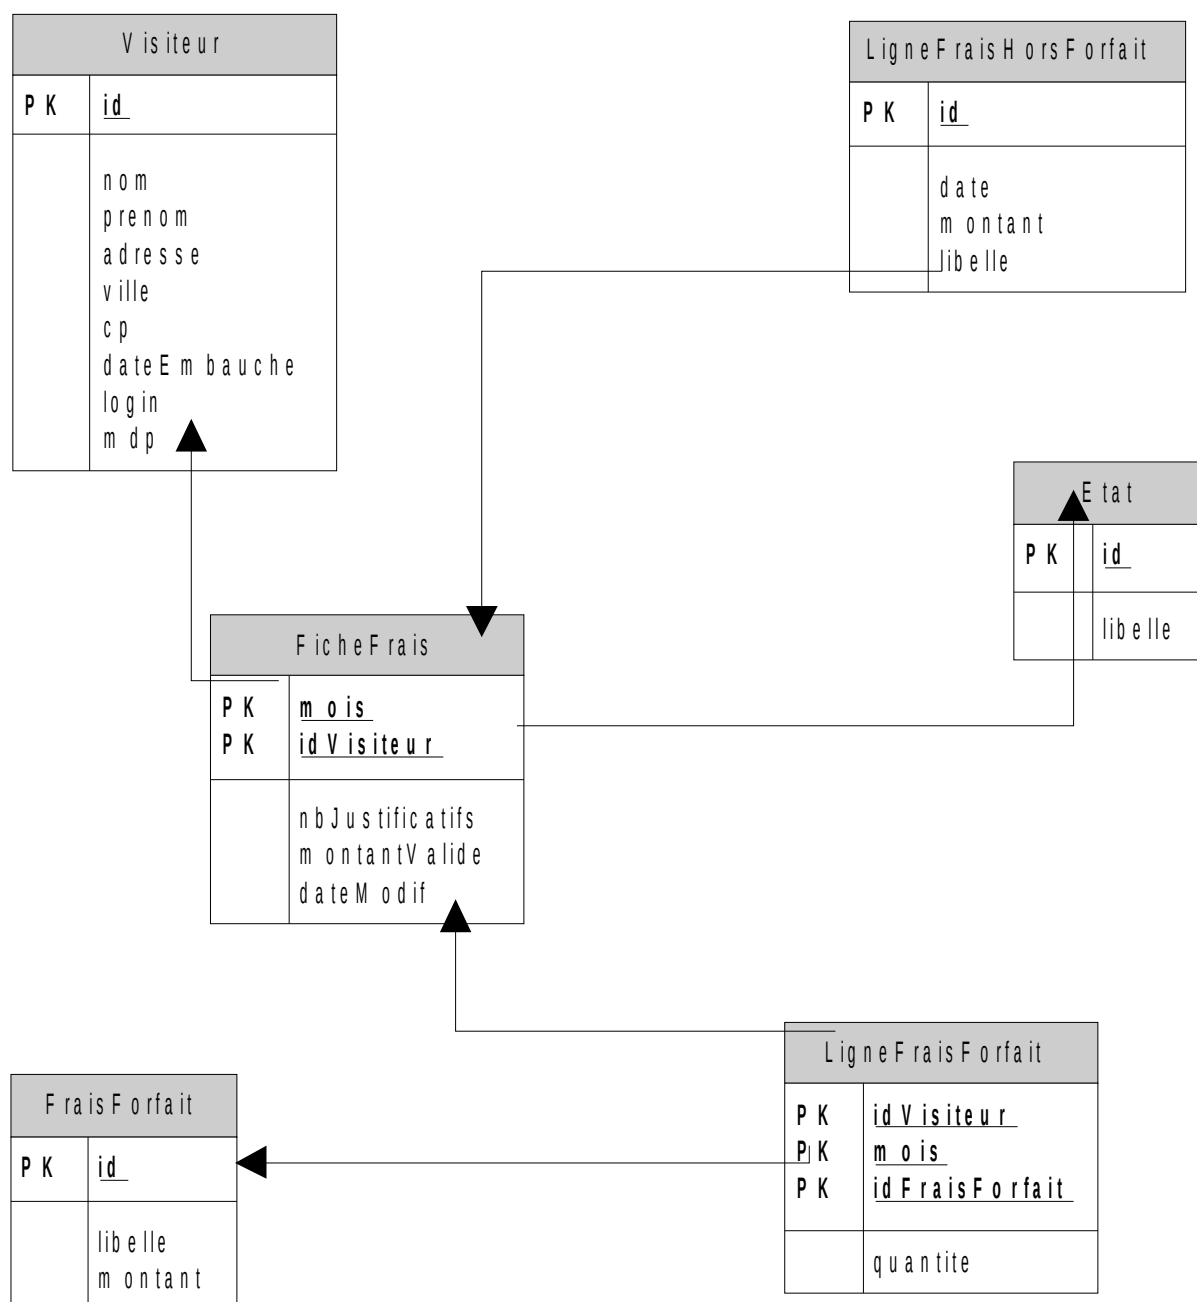 Visiteur
PK id
nom
prenom
adresse
ville
cp
dateEmbauche
login
mdp
LigneFraisHorsForfait
PK id
date
montant
libelle
Etat
PK id
libelle
FicheFrais
PK mois
PK idVisiteur
nbJustificatifs
montantValide
dateModif
LigneFraisForfait
PK idVisiteur
PK mois
PK idFraisForfait
quantite
FraisForfait
PK id
libelle
montant